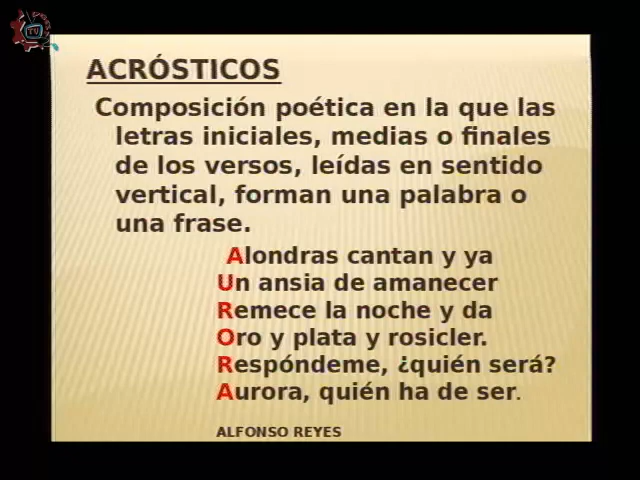 TV
ACRÓSTICOS
Composición poética en la que las
letras iniciales, medias o finales
de los versos, leídas en sentido
vertical, forman una palabra o
una frase.
Alondras cantan y ya
Un ansia de amanecer
Remece la noche y da
Oro y plata y rosicler.
Respóndeme, ¿quién será?
Aurora, quién ha de ser.
ALFONSO REYES